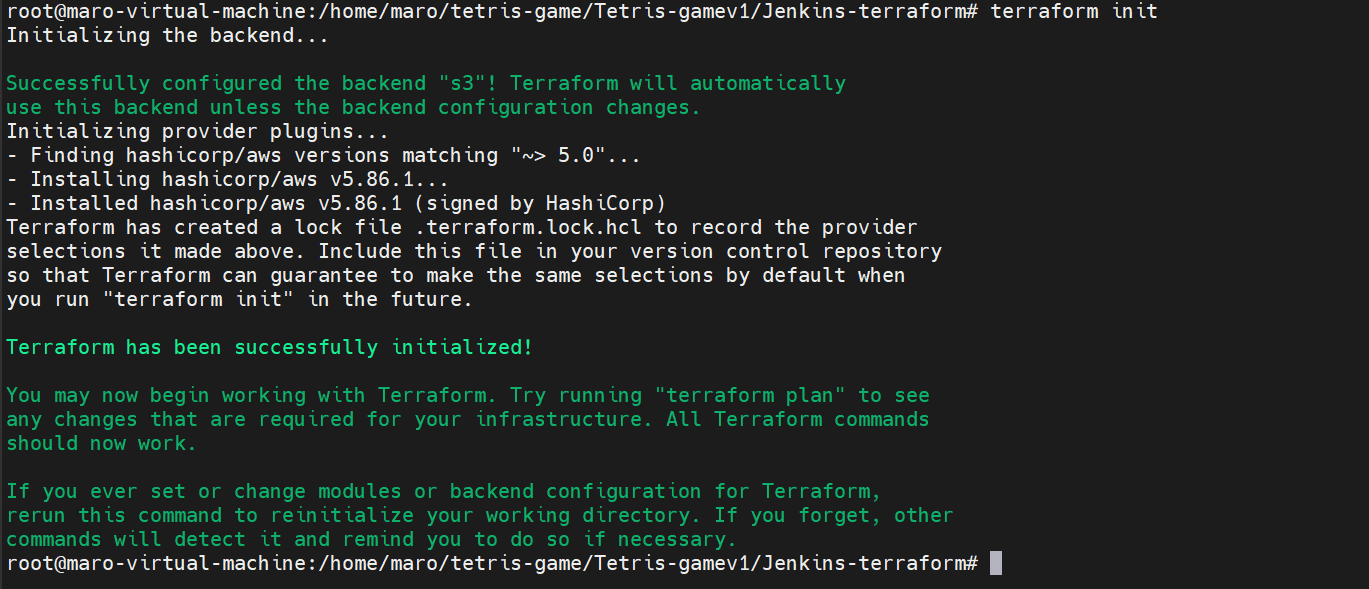 root@maro-virtual-machine:/home/maro/tetris-game/Tetris-gamev1/Jenkins-terraform# terraform init
Initializing the backend...
Successfully configured the backend "s3"! Terraform will automatically
use this backend unless the backend configuration changes.
Initializing provider plugins...
- Finding hashicorp/aws versions matching "~> 5.0"...
- Installing hashicorp/aws v5.86.1...
- Installed hashicorp/aws v5.86.1 (signed by HashiCorp)
Terraform has created a lock file .terraform.lock.hcl to record the provider
selections it made above. Include this file in your version control repository
so that Terraform can guarantee to make the same selections by default when
you run "terraform init" in the future.
Terraform has been successfully initialized!
You may now begin working with Terraform. Try running "terraform plan" to see
any changes that are required for your infrastructure. All Terraform commands
should now work.
If you ever set or change modules or backend configuration for Terraform,
rerun this command to reinitialize your working directory. If you forget, other
commands will detect it and remind you to do so if necessary.
root@maro-virtual-machine:/home/maro/tetris-game/Tetris-gamev1/Jenkins-terraform#